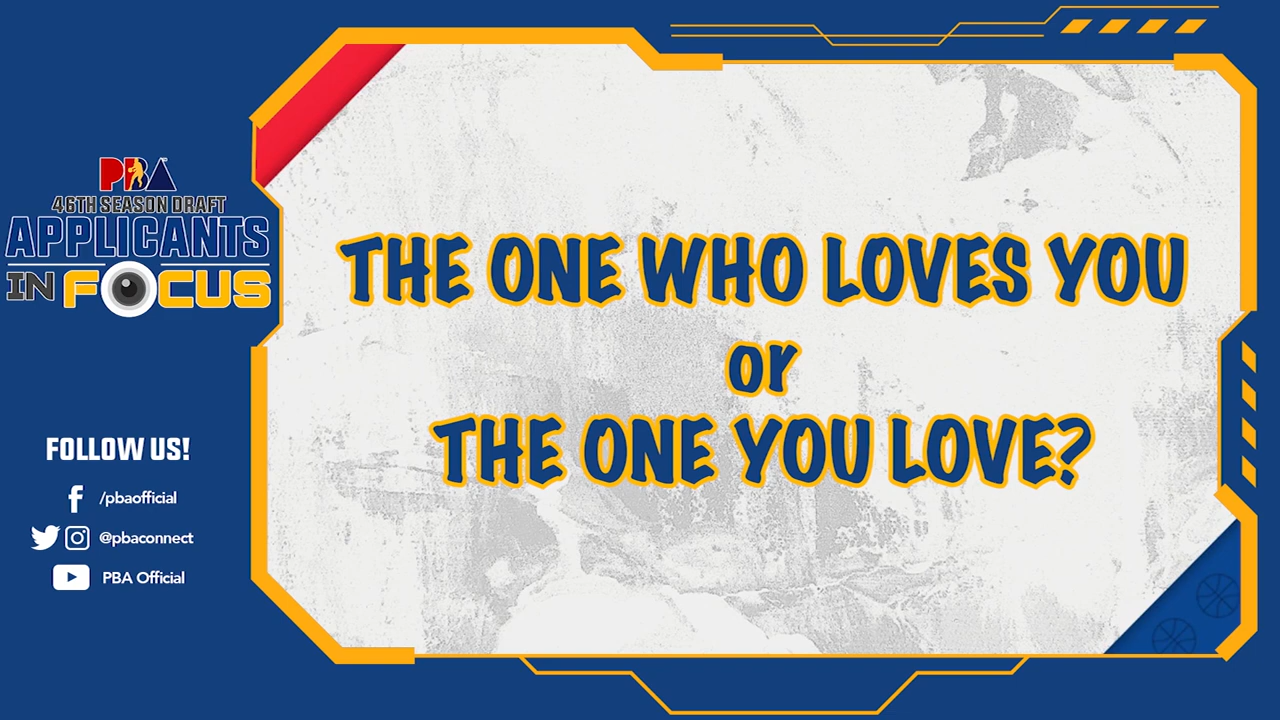 PBA
46TH SEASON DRAFT
APPLICANTS
IN FOCUS
FOLLOW US!
/pbaofficial
@pbaconnect
PBA Official
THE ONE WHO LOVES YOU
or
THE ONE YOU LOVE?